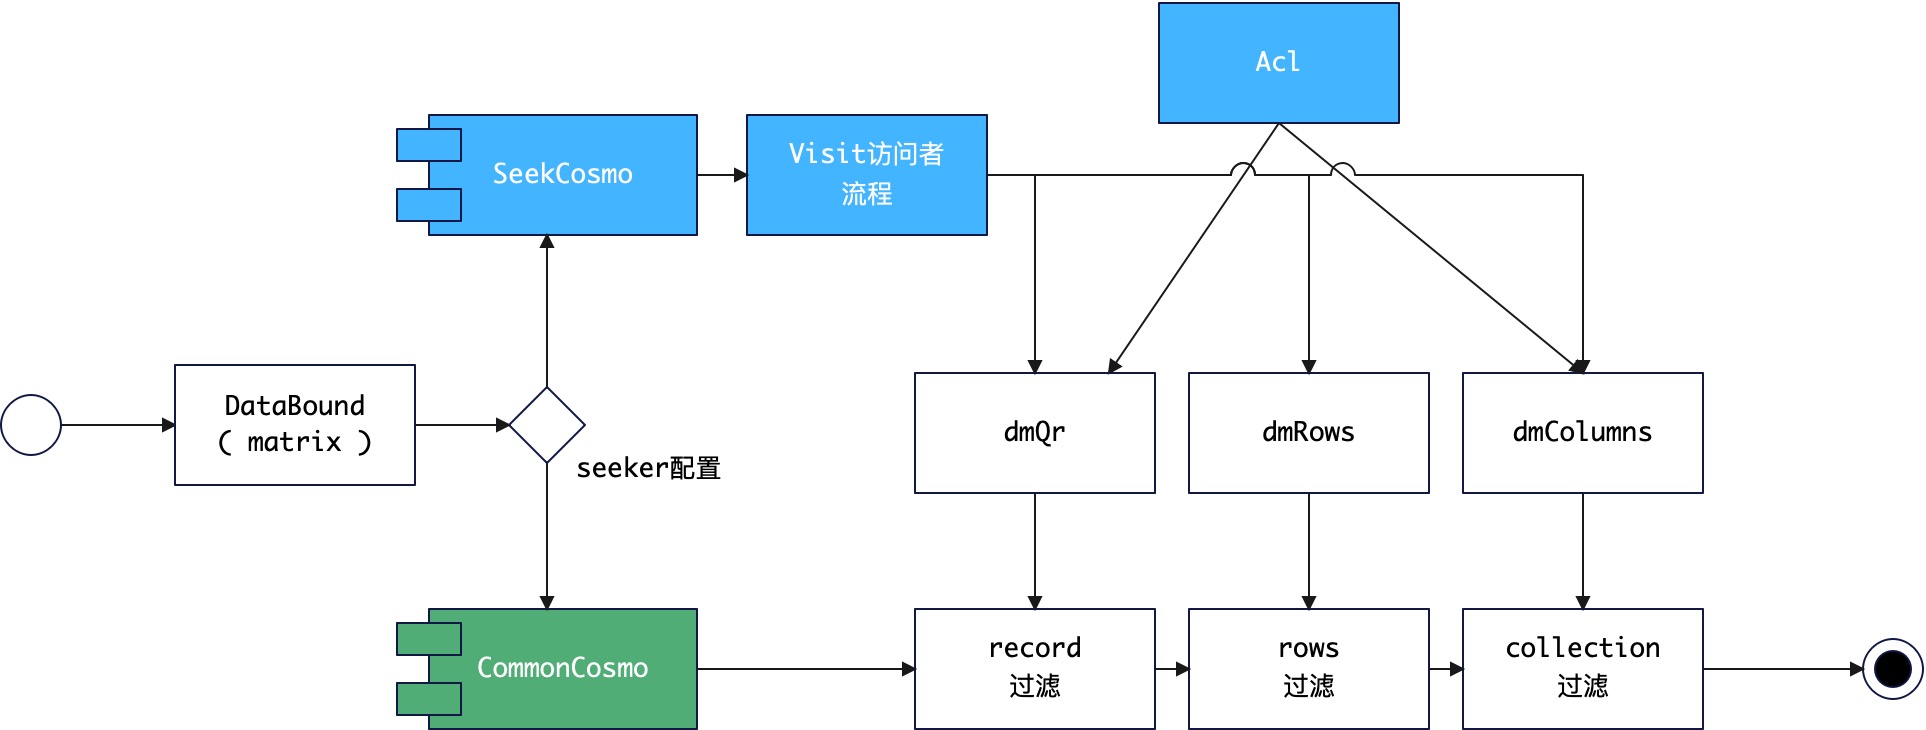 Acl
SeekCosmo
Visit访问者
流程
DataBound
( matrix )
seeker配置
dmQr
dmRows
dmColumns
CommonCosmo
record
过滤
rows
过滤
collection
过滤